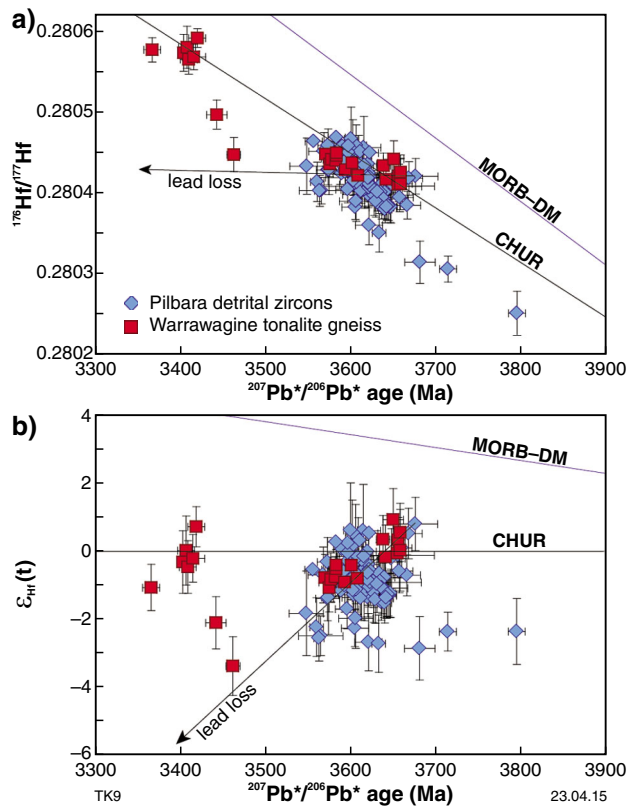 a)
0.2806
0.2805
0.2804
0.2803
0.2802
¹⁷⁶Hf/¹⁷⁷Hf
MORB–DM
CHUR
lead loss
Pilbara detrital zircons
Warrawagine tonalite gneiss
3300 3400 3500 3600 3700 3800 3900
²⁰⁷Pb*/²⁰⁶Pb* age (Ma)
b)
4
2
0
−2
−4
−6
εHf(t)
MORB–DM
CHUR
lead loss
3300 3400 3500 3600 3700 3800 3900
²⁰⁷Pb*/²⁰⁶Pb* age (Ma)
TK9
23.04.15